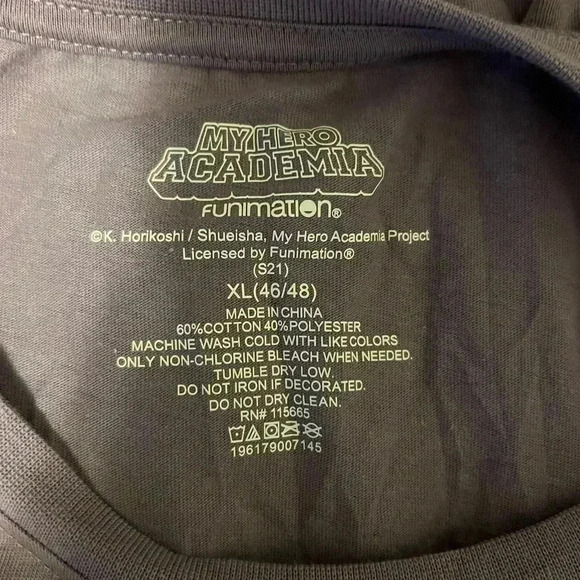 MY HERO
ACADEMIA
FUNIMATION®
©K. Horikoshi / Shueisha, My Hero Academia Project
Licensed by Funimation®
(S21)
XL(46/48)
MADE IN CHINA
60%COTTON 40%POLYESTER
MACHINE WASH COLD WITH LIKE COLORS
ONLY NON-CHLORINE BLEACH WHEN NEEDED.
TUMBLE DRY LOW.
DO NOT IRON IF DECORATED.
DO NOT DRY CLEAN.
RN# 115665
196179007145